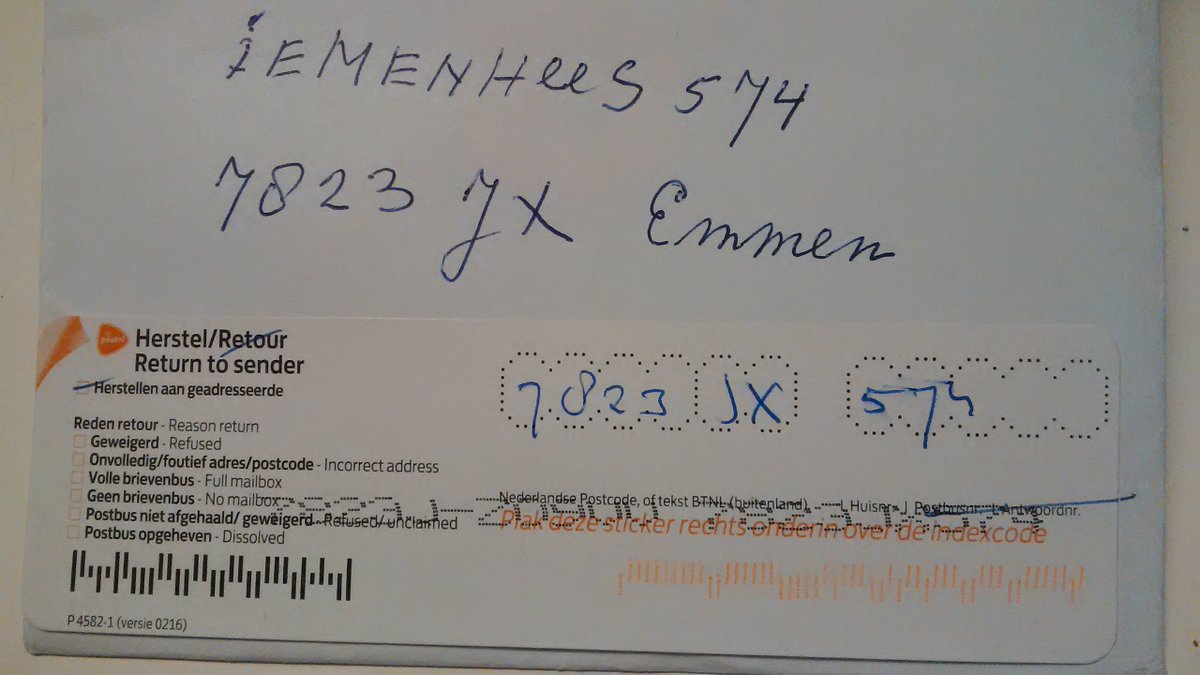 iEMENHeeS 574
7823 JX Emmen
postnl
Herstel/Retour
Return to sender
Herstellen aan geadresseerde
7823 JX 574
Reden retour - Reason return
Geweigerd - Refused
Onvolledig/foutief adres/postcode - Incorrect address
Volle brievenbus - Full mailbox
Geen brievenbus - No mailbox
Postbus niet afgehaald/ geweigerd - Refused/unclaimed
Postbus opgeheven - Dissolved
Nederlandse Postcode, of tekst BTNL (buitenland) Huisnr. Postbusnr. Antwoordnr.
Plak deze sticker rechts onderin over de indexcode
P 4582-1 (versie 0216)